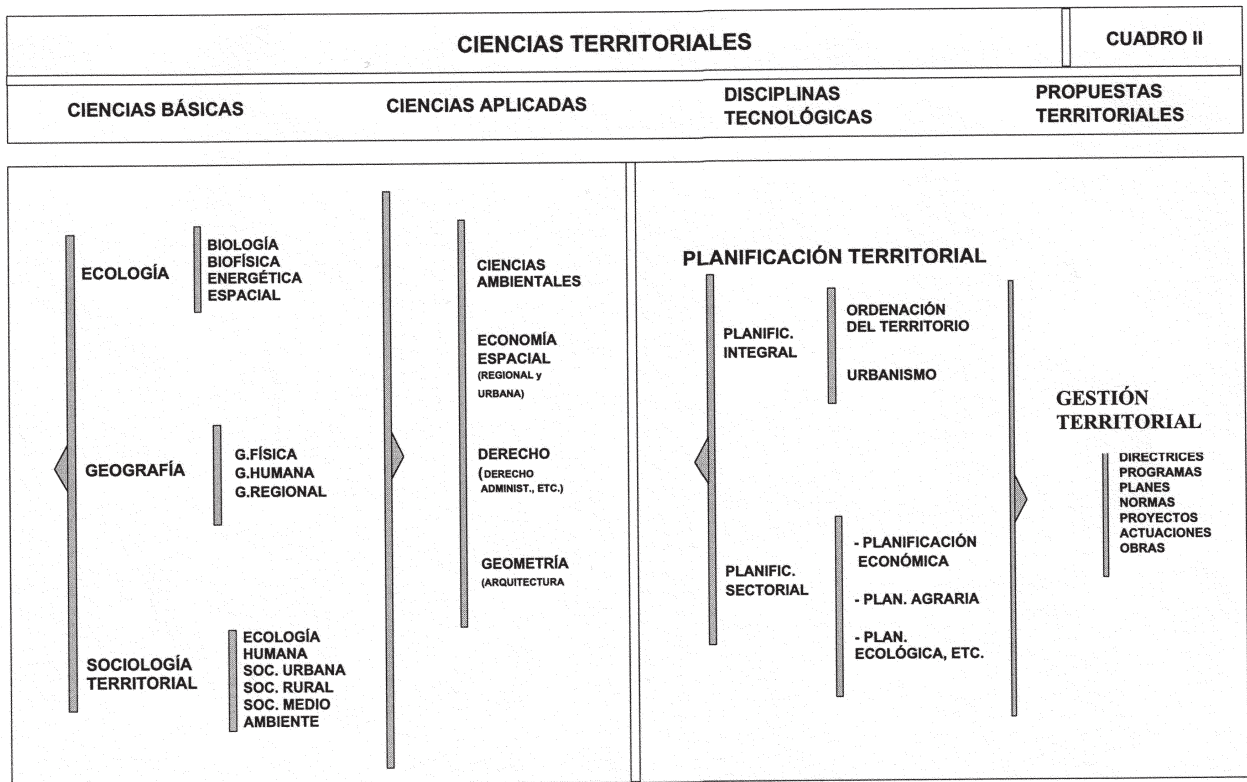 CIENCIAS TERRITORIALES
CUADRO II
CIENCIAS BÁSICAS
CIENCIAS APLICADAS
DISCIPLINAS
TECNOLÓGICAS
PROPUESTAS
TERRITORIALES
ECOLOGÍA
BIOLOGÍA
BIOFÍSICA
ENERGÉTICA
ESPACIAL
GEOGRAFÍA
G.FÍSICA
G.HUMANA
G.REGIONAL
SOCIOLOGÍA
TERRITORIAL
ECOLOGÍA
HUMANA
SOC. URBANA
SOC. RURAL
SOC. MEDIO
AMBIENTE
CIENCIAS
AMBIENTALES
ECONOMÍA
ESPACIAL
(REGIONAL y
URBANA)
DERECHO
(DERECHO
ADMINIST., ETC.)
GEOMETRÍA
(ARQUITECTURA
PLANIFICACIÓN TERRITORIAL
PLANIFIC.
INTEGRAL
ORDENACIÓN
DEL TERRITORIO
URBANISMO
PLANIFIC.
SECTORIAL
- PLANIFICACIÓN
ECONÓMICA
- PLAN. AGRARIA
- PLAN.
ECOLÓGICA, ETC.
GESTIÓN
TERRITORIAL
DIRECTRICES
PROGRAMAS
PLANES
NORMAS
PROYECTOS
ACTUACIONES
OBRAS